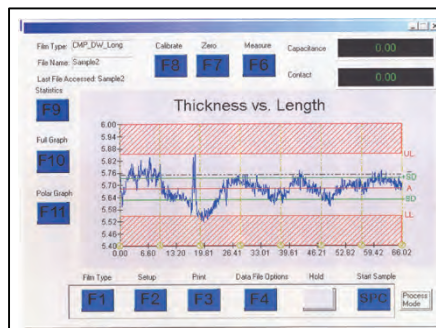 Film Type: CMP_DW_Long
File Name: Sample2
Last File Accessed: Sample2
Calibrate Zero Measure
F8 F7 F6
Capacitance 0.00
Contact 0.00
Statistics
F9
Full Graph
F10
Polar Graph
F11
Thickness vs. Length
6.00
5.94
5.88
5.82
5.76
5.70
5.64
5.58
5.52
5.46
5.40
UL
+SD
A
-SD
LL
0.00 6.60 13.20 19.81 26.41 33.01 39.61 46.21 52.82 59.42 66.02
Film Type Setup Print Data File Options Hold Start Sample
F1 F2 F3 F4 SPC Process Mode